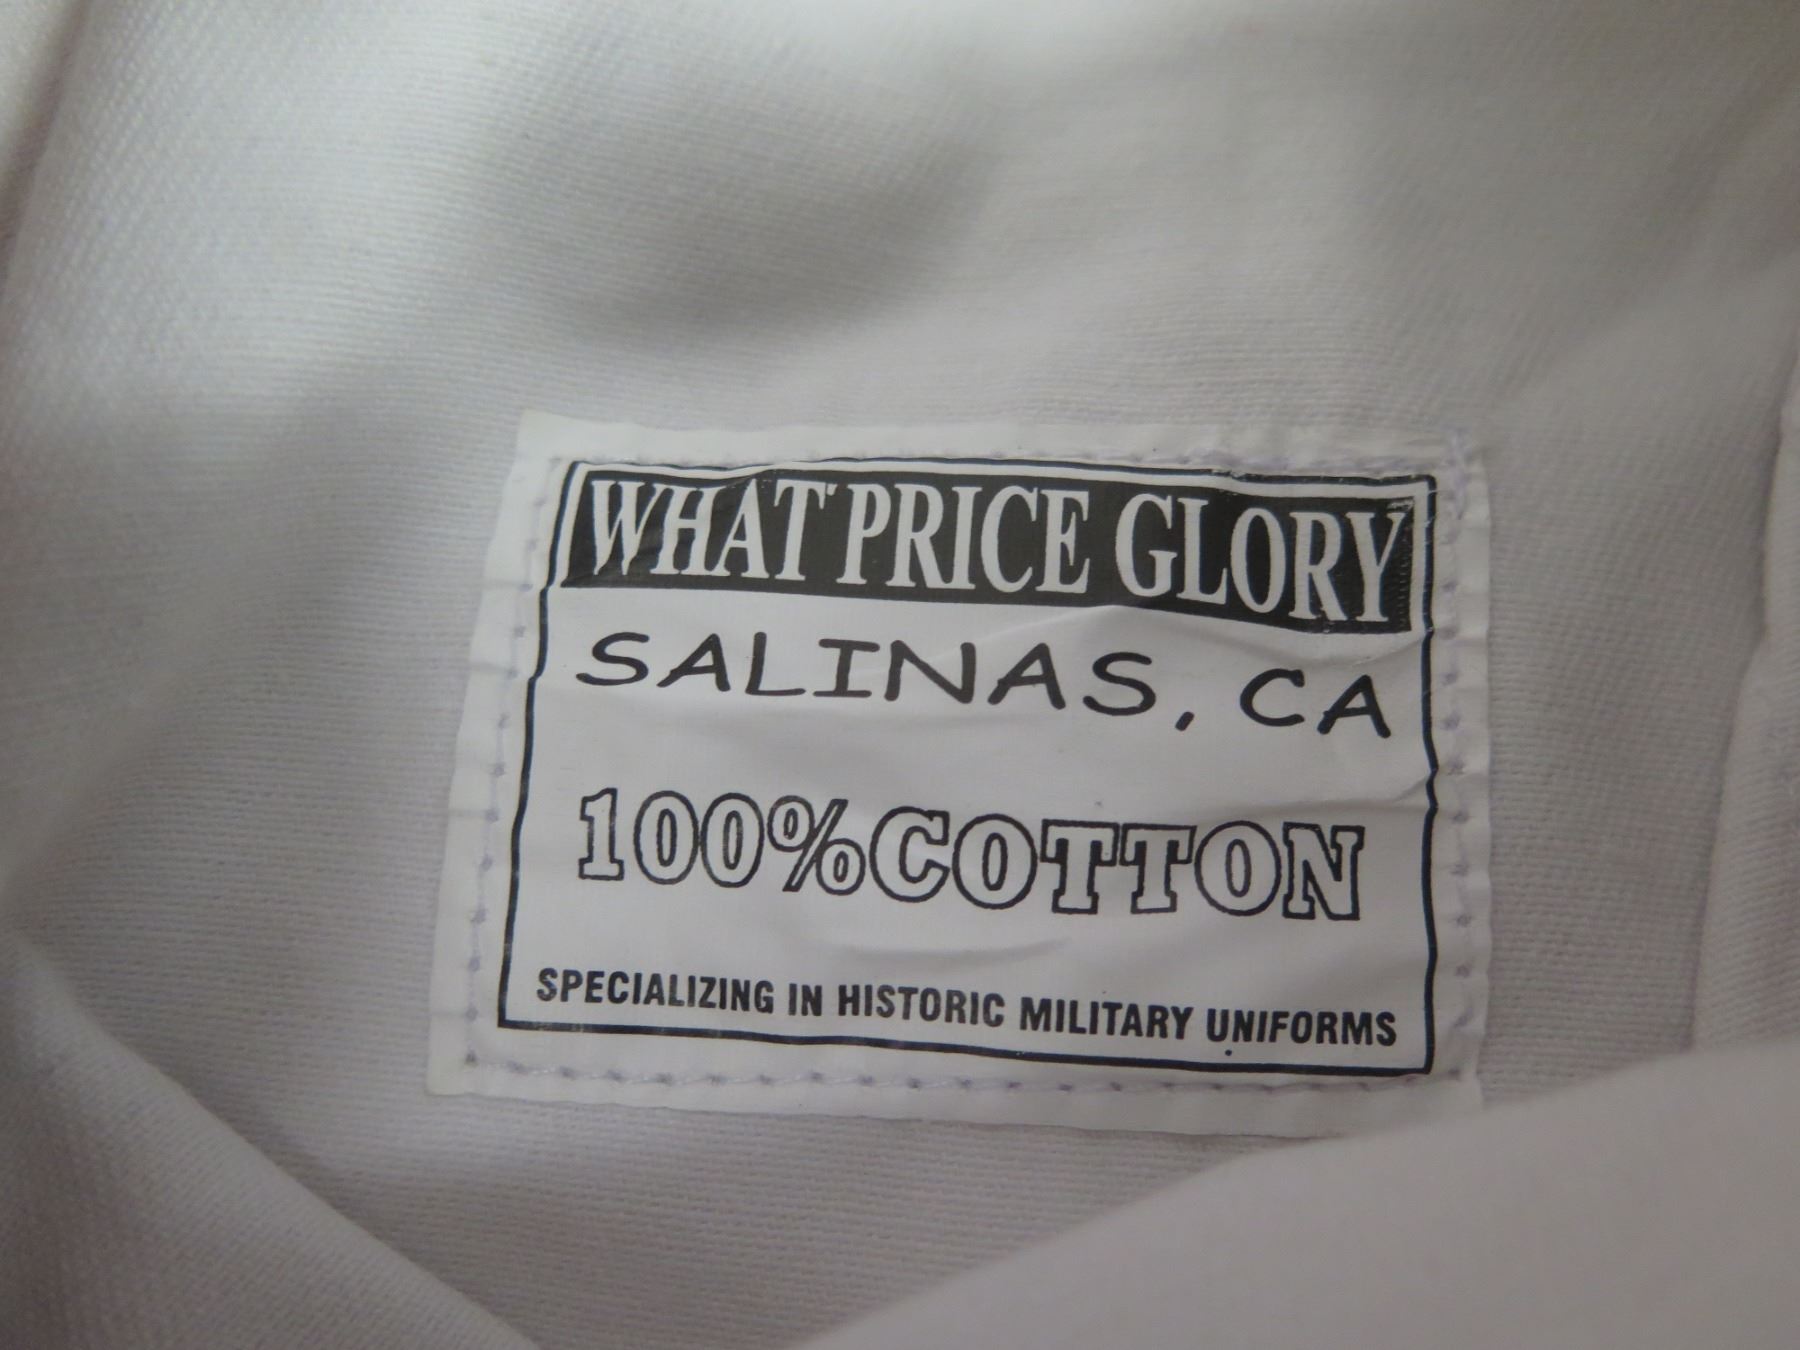 WHAT PRICE GLORY
SALINAS, CA
100% COTTON
SPECIALIZING IN HISTORIC MILITARY UNIFORMS